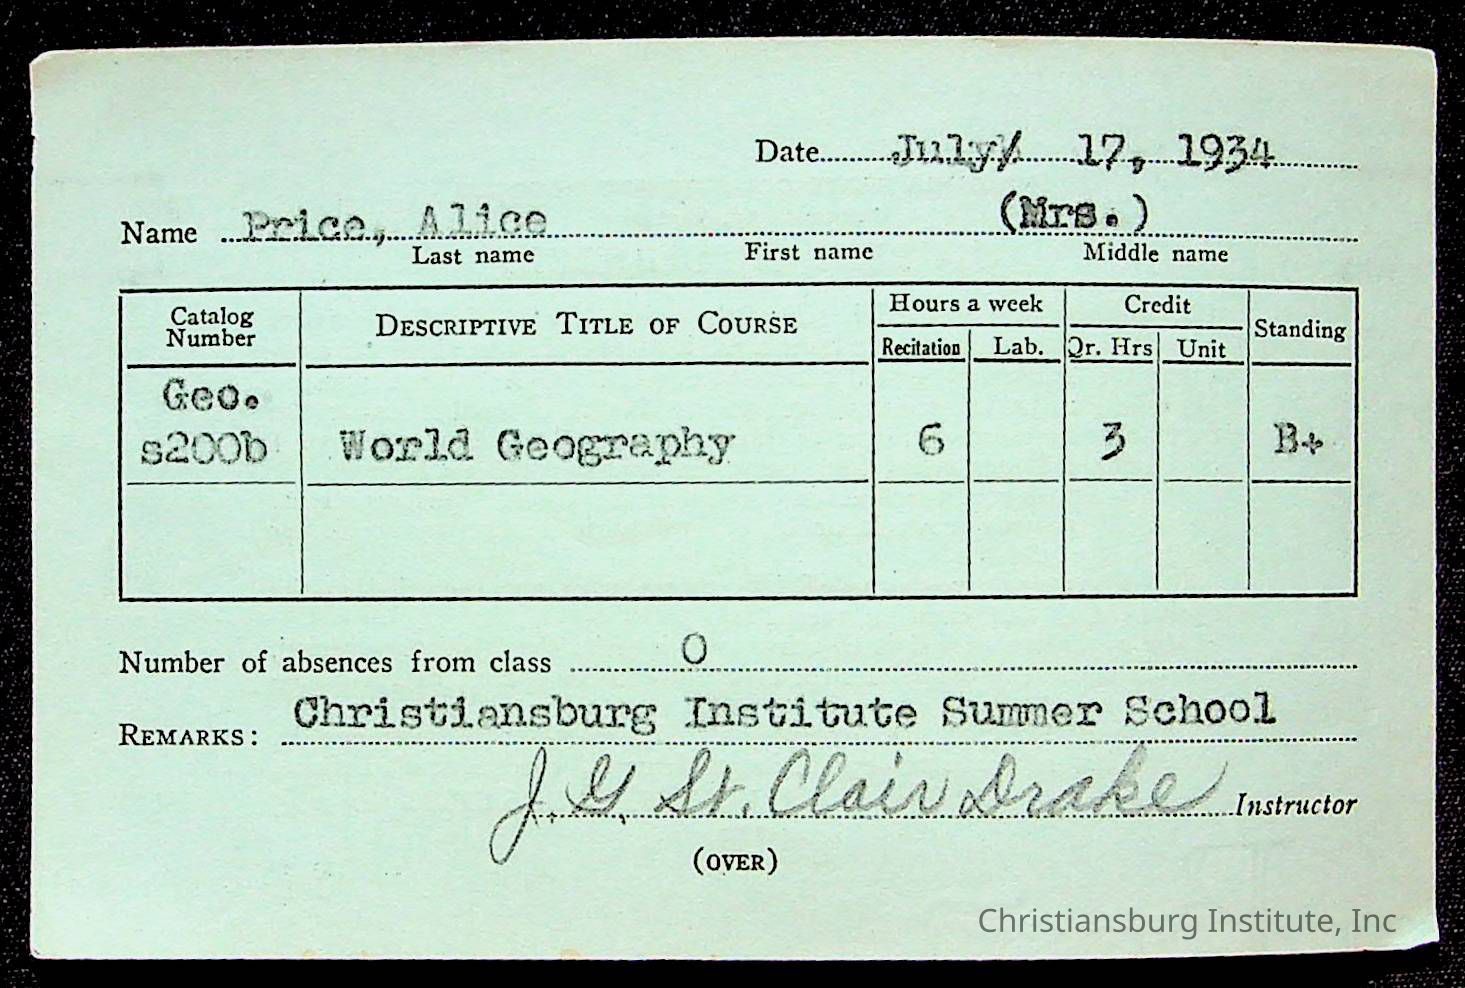 Date July/ 17, 1934
Name Price, Alice (Mrs.)
Last name First name Middle name
Catalog Number DESCRIPTIVE TITLE OF COURSE Hours a week Credit Standing
Recitation Lab. Qr. Hrs Unit
Geo.
s200b World Geography 6 3 B+
Number of absences from class 0
REMARKS: Christiansburg Institute Summer School
J. G. St. Clair Drake Instructor
(OVER)
Christiansburg Institute, Inc